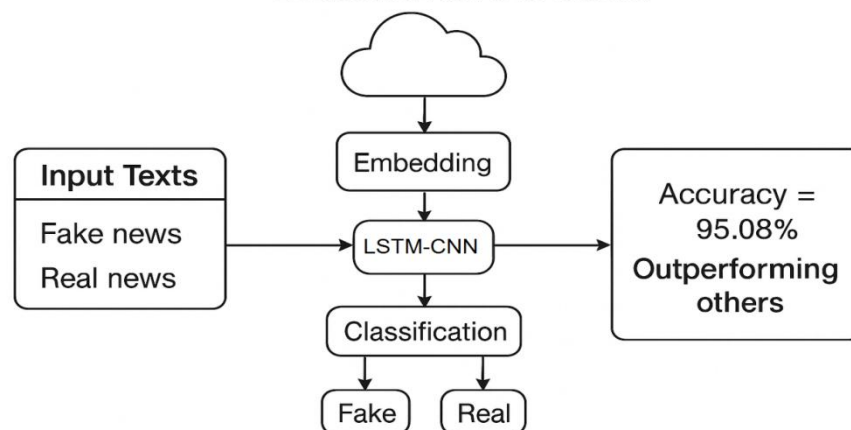 Embedding
Input Texts
Fake news
Real news
LSTM-CNN
Accuracy =
95.08%
Outperforming
others
Classification
Fake
Real